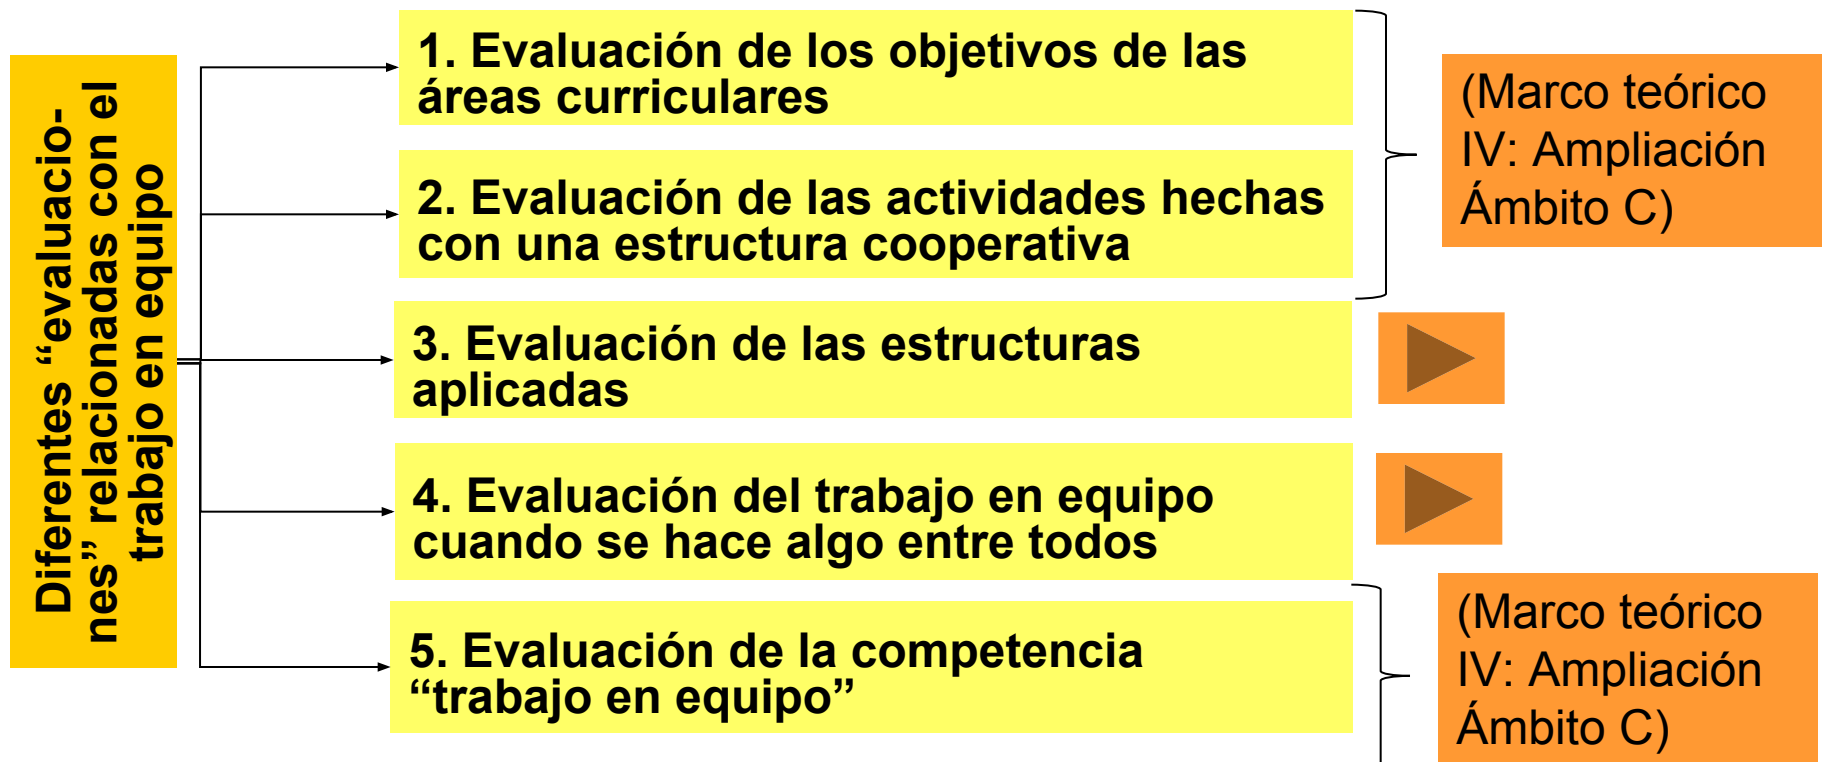 Diferentes “evaluacio-
nes” relacionadas con el
trabajo en equipo
1. Evaluación de los objetivos de las
áreas curriculares
2. Evaluación de las actividades hechas
con una estructura cooperativa
(Marco teórico
IV: Ampliación
Ámbito C)
3. Evaluación de las estructuras
aplicadas
4. Evaluación del trabajo en equipo
cuando se hace algo entre todos
5. Evaluación de la competencia
“trabajo en equipo”
(Marco teórico
IV: Ampliación
Ámbito C)